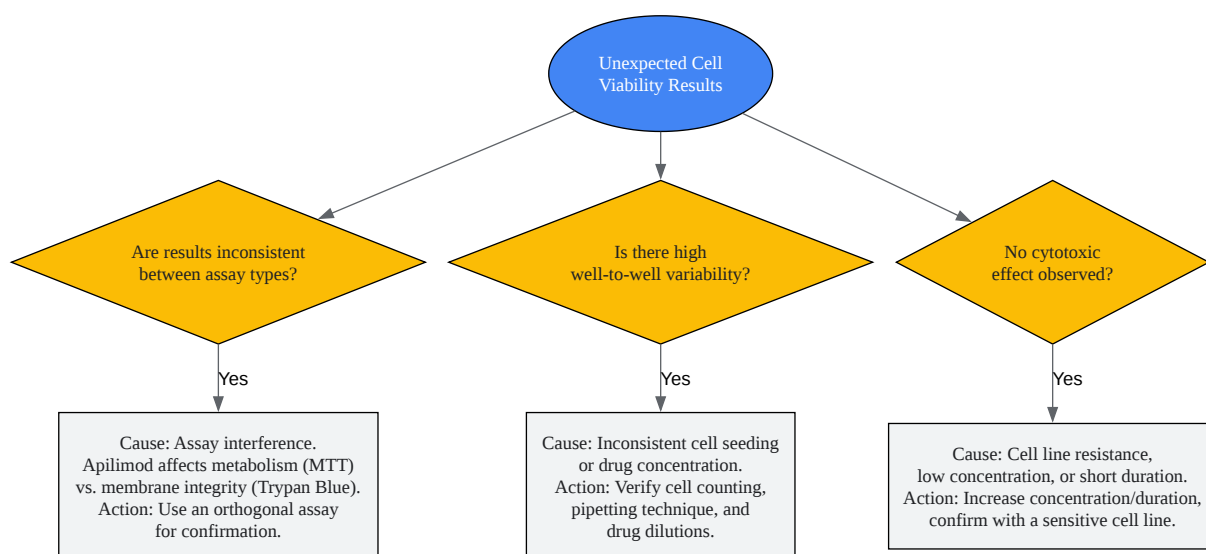 Unexpected Cell
Viability Results
Are results inconsistent
between assay types?
Is there high
well-to-well variability?
No cytotoxic
effect observed?
Yes
Yes
Yes
Cause: Assay interference.
Apilimod affects metabolism (MTT)
vs. membrane integrity (Trypan Blue).
Action: Use an orthogonal assay
for confirmation.
Cause: Inconsistent cell seeding
or drug concentration.
Action: Verify cell counting,
pipetting technique, and
drug dilutions.
Cause: Cell line resistance,
low concentration, or short duration.
Action: Increase concentration/duration,
confirm with a sensitive cell line.